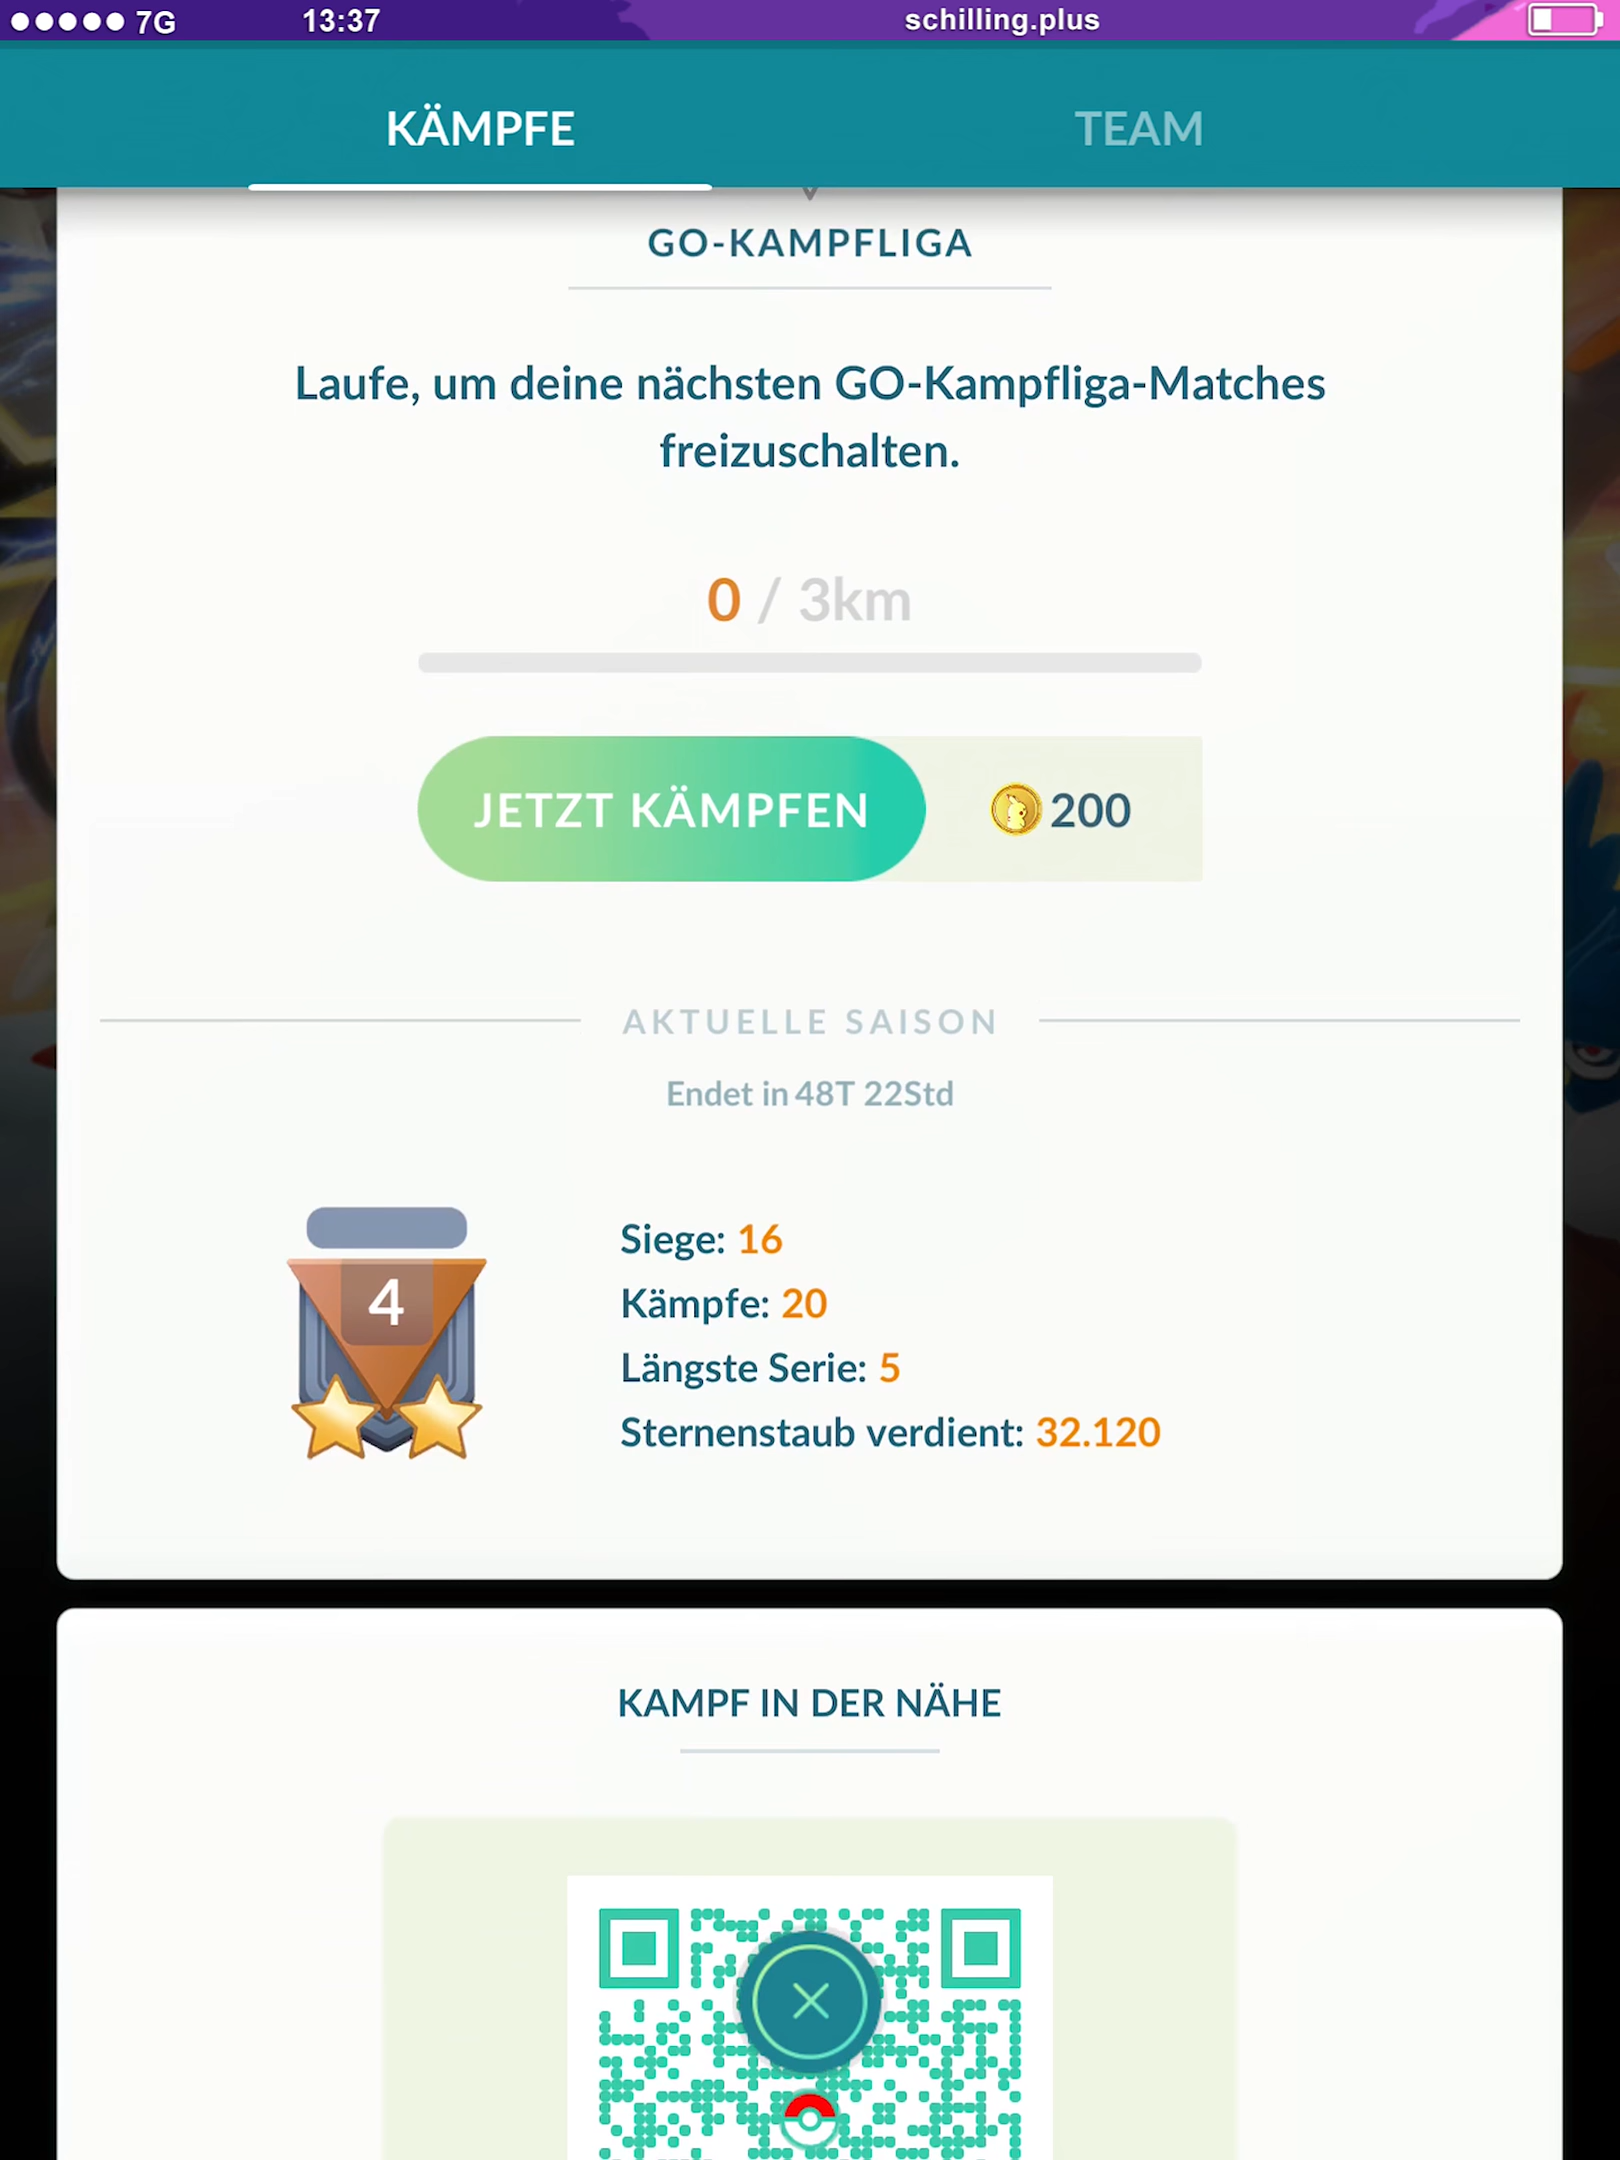 7G 13:37 schilling.plus
KÄMPFE TEAM
GO-KAMPFLIGA
Laufe, um deine nächsten GO-Kampfliga-Matches
freizuschalten.
0 / 3km
JETZT KÄMPFEN 200
AKTUELLE SAISON
Endet in 48T 22Std
4
Siege: 16
Kämpfe: 20
Längste Serie: 5
Sternenstaub verdient: 32.120
KAMPF IN DER NÄHE